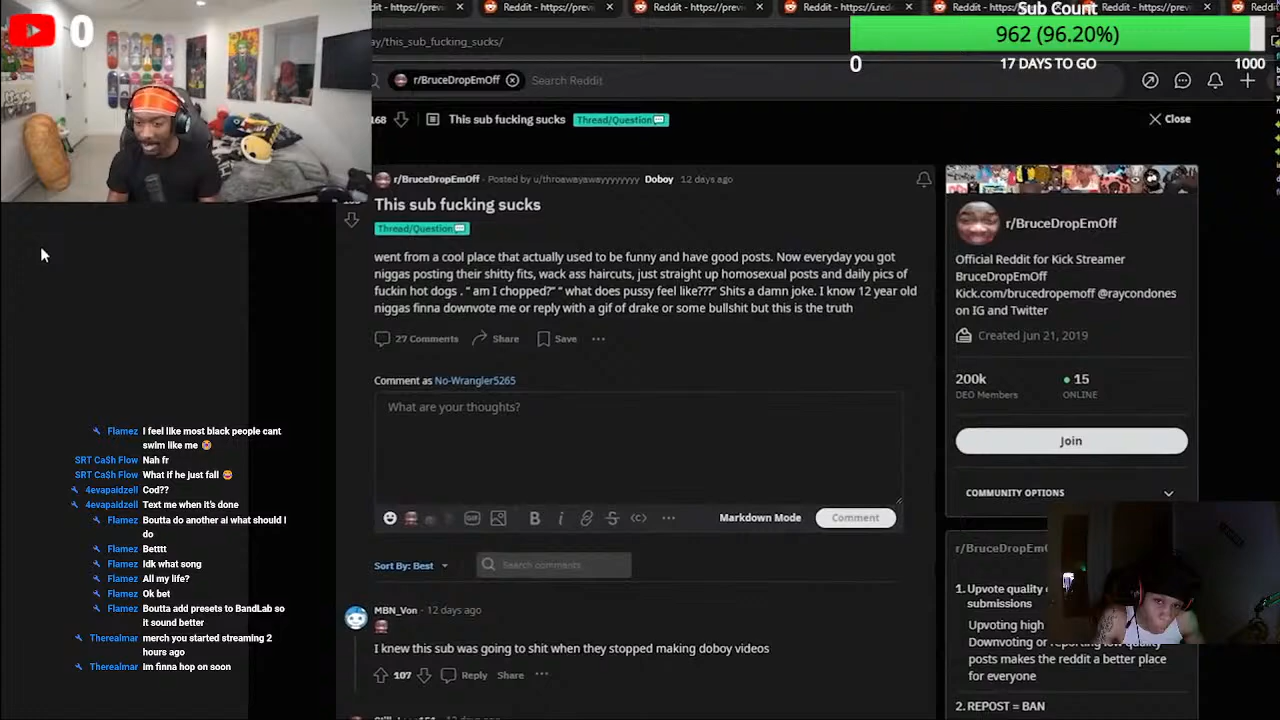 Reddit - https://prev
Reddit - https://previ
Reddit - https://prev
Reddit - https://i.redd
Reddit - https://prev
0
Sub Count
962 (96.20%)
0
17 DAYS TO GO
1000
ay/this_sub_fucking_sucks/
r/BruceDropEmOff
Search Reddit
168
This sub fucking sucks
Thread/Question
Close
r/BruceDropEmOff · Posted by u/throawayawayyyyyyyy Doboy 12 days ago
This sub fucking sucks
Thread/Question
went from a cool place that actually used to be funny and have good posts. Now everyday you got
niggas posting their shitty fits, wack ass haircuts, just straight up homosexual posts and daily pics of
fuckin hot dogs . " am I chopped?" " what does pussy feel like???" Shits a damn joke. I know 12 year old
niggas finna downvote me or reply with a gif of drake or some bullshit but this is the truth
27 Comments
Share
Save
Comment as No-Wrangler5265
What are your thoughts?
GIF
B
i
Markdown Mode
Comment
Sort By: Best
Search comments
MBN_Von · 12 days ago
I knew this sub was going to shit when they stopped making doboy videos
107
Reply
Share
12 days ago
r/BruceDropEmOff
Official Reddit for Kick Streamer
BruceDropEmOff
Kick.com/brucedropemoff @raycondones
on IG and Twitter
Created Jun 21, 2019
200k
15
DEO Members
ONLINE
Join
COMMUNITY OPTIONS
r/BruceDropEm
1. Upvote quality
submissions
Upvoting high
Downvoting or reporting low quality
posts makes the reddit a better place
for everyone
2. REPOST = BAN
Flamez I feel like most black people cant
swim like me
SRT Ca$h Flow Nah fr
SRT Ca$h Flow What if he just fall
4evapaidzell Cod??
4evapaidzell Text me when it's done
Flamez Boutta do another ai what should I
do
Flamez Betttt
Flamez Idk what song
Flamez All my life?
Flamez Ok bet
Flamez Boutta add presets to BandLab so
it sound better
Therealmar merch you started streaming 2
hours ago
Therealmar Im finna hop on soon